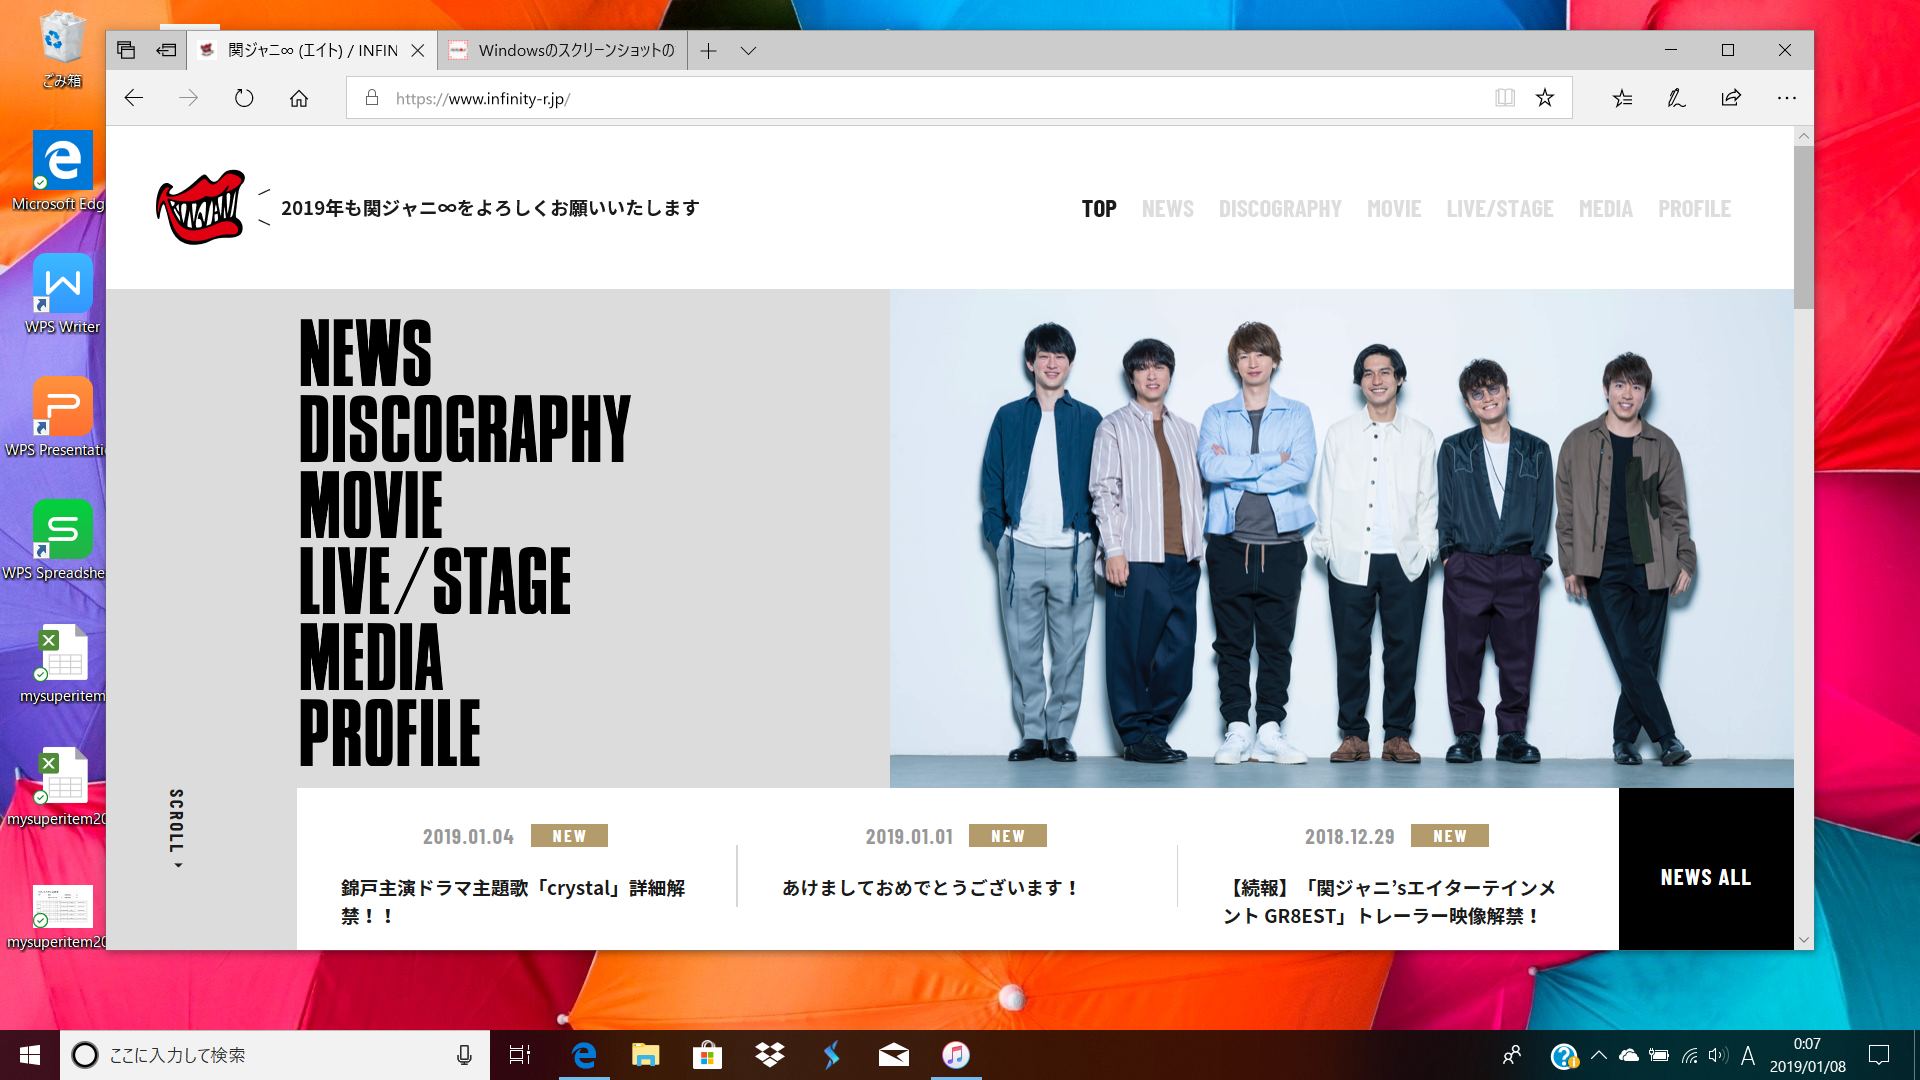 ごみ箱
Microsoft Edg
WPS Writer
WPS Presentati
WPS Spreadshe
mysuperitem
mysuperitem20
mysuperitem20
関ジャニ∞ (エイト) / INFIN
Windowsのスクリーンショットの
https://www.infinity-r.jp/
KANJANI
2019年も関ジャニ∞をよろしくお願いいたします
TOP NEWS DISCOGRAPHY MOVIE LIVE/STAGE MEDIA PROFILE
NEWS
DISCOGRAPHY
MOVIE
LIVE/STAGE
MEDIA
PROFILE
SCROLL
2019.01.04 NEW
錦戸主演ドラマ主題歌「crystal」詳細解
禁！！
2019.01.01 NEW
あけましておめでとうございます！
2018.12.29 NEW
【続報】「関ジャニ’sエイターテインメ
ント GR8EST」トレーラー映像解禁！
NEWS ALL
ここに入力して検索
A
0:07
2019/01/08